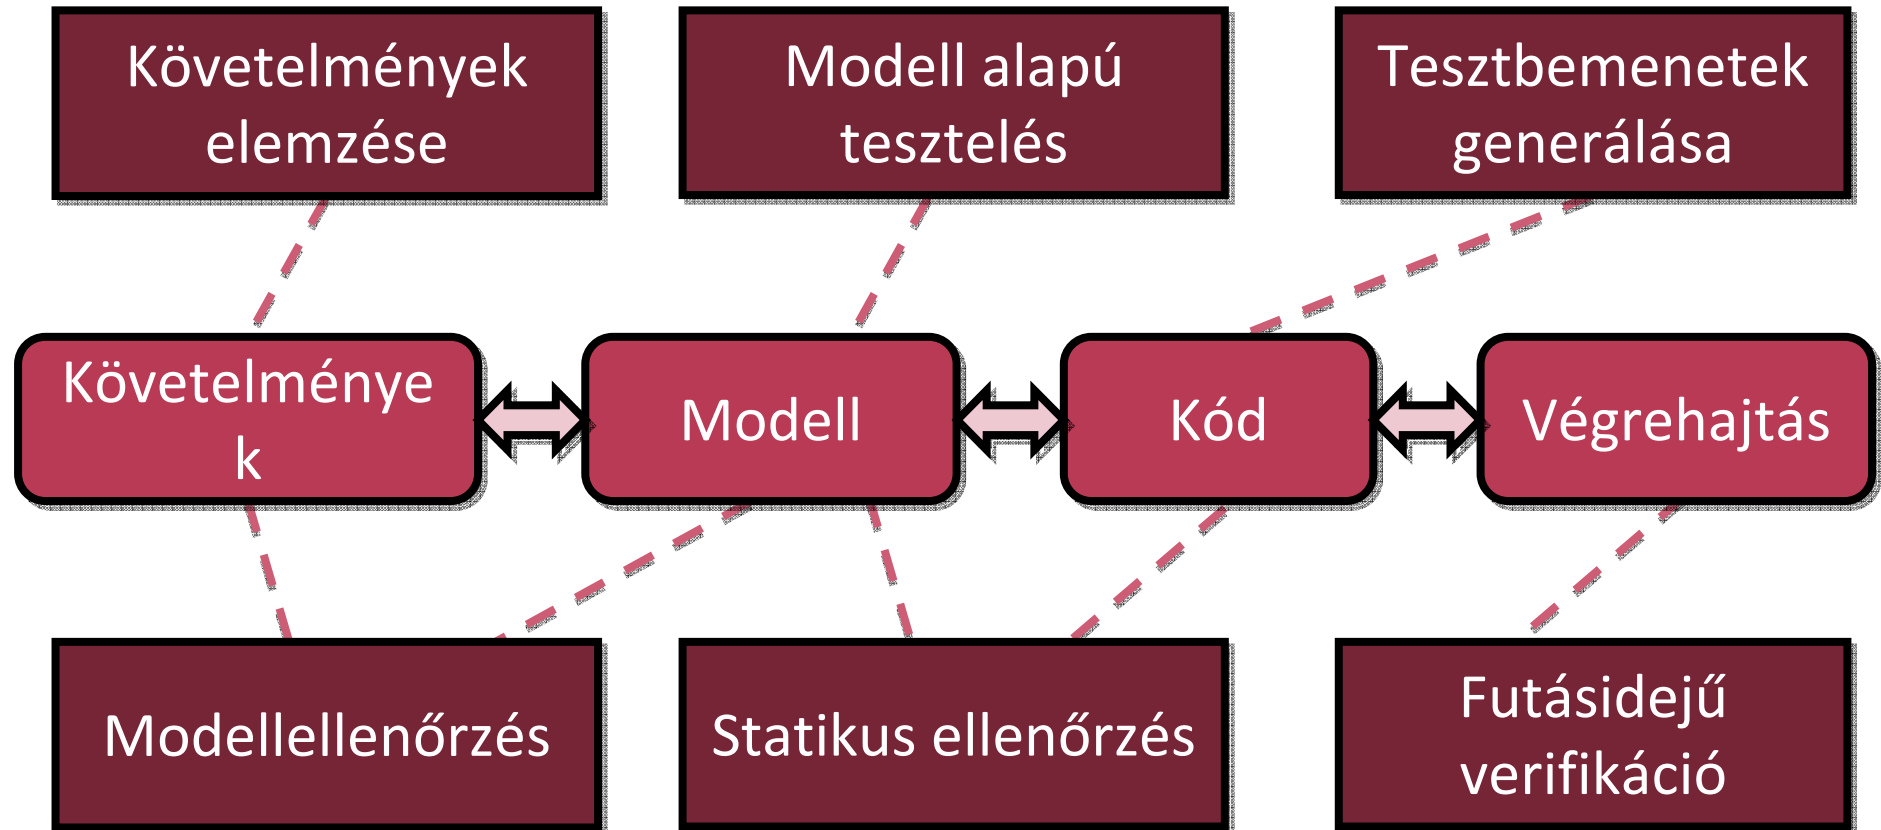 Követelmények
elemzése
Modell alapú
tesztelés
Tesztbemenetek
generálása
Követelménye
k
Modell
Kód
Végrehajtás
Modellellenőrzés
Statikus ellenőrzés
Futásidejű
verifikáció